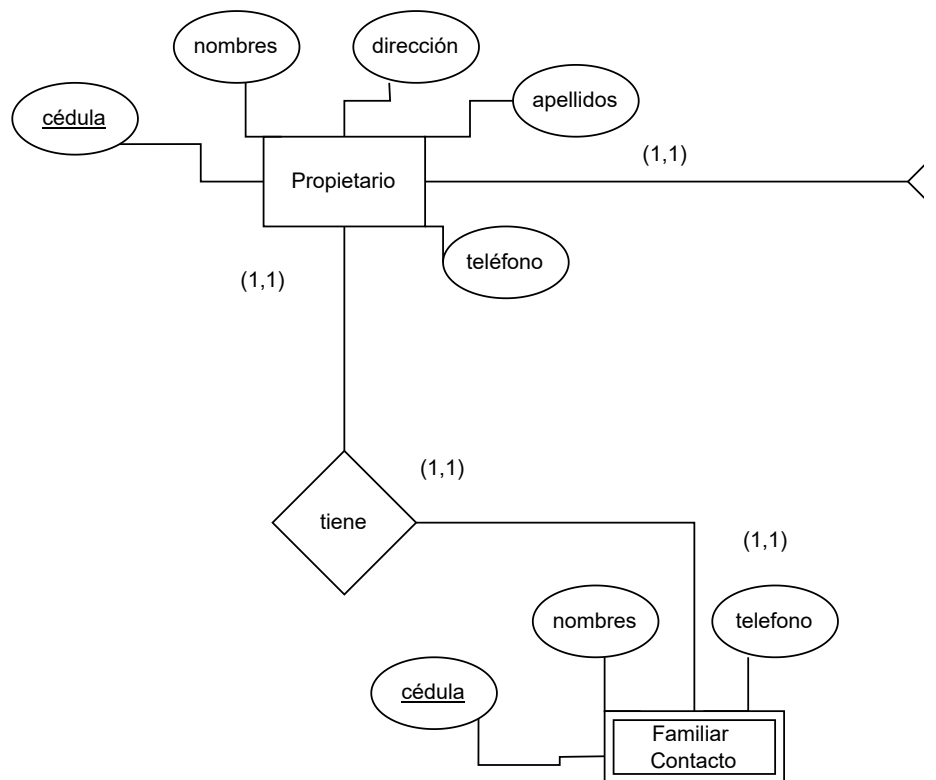 nombres
dirección
cédula
apellidos
(1,1)
Propietario
teléfono
(1,1)
(1,1)
tiene
(1,1)
nombres
telefono
cédula
Familiar
Contacto